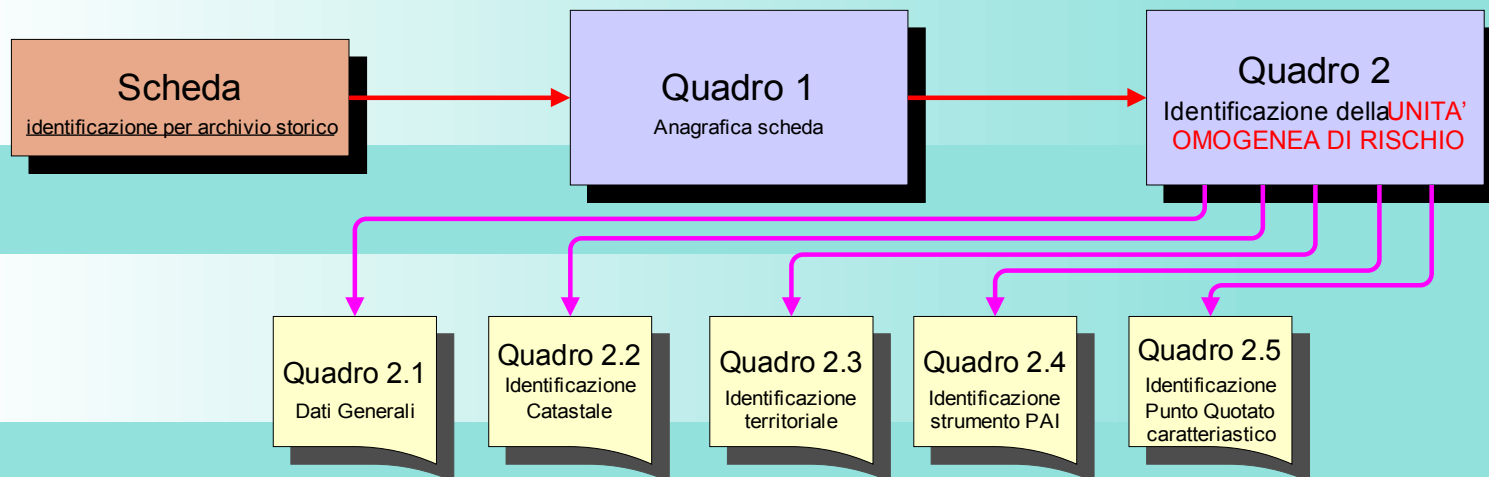 Scheda
identificazione per archivio storico
Quadro 1
Anagrafica scheda
Quadro 2
Identificazione della UNITA'
OMOGENEA DI RISCHIO
Quadro 2.1
Dati Generali
Quadro 2.2
Identificazione
Catastale
Quadro 2.3
Identificazione
territoriale
Quadro 2.4
Identificazione
strumento PAI
Quadro 2.5
Identificazione
Punto Quotato
caratteriastico